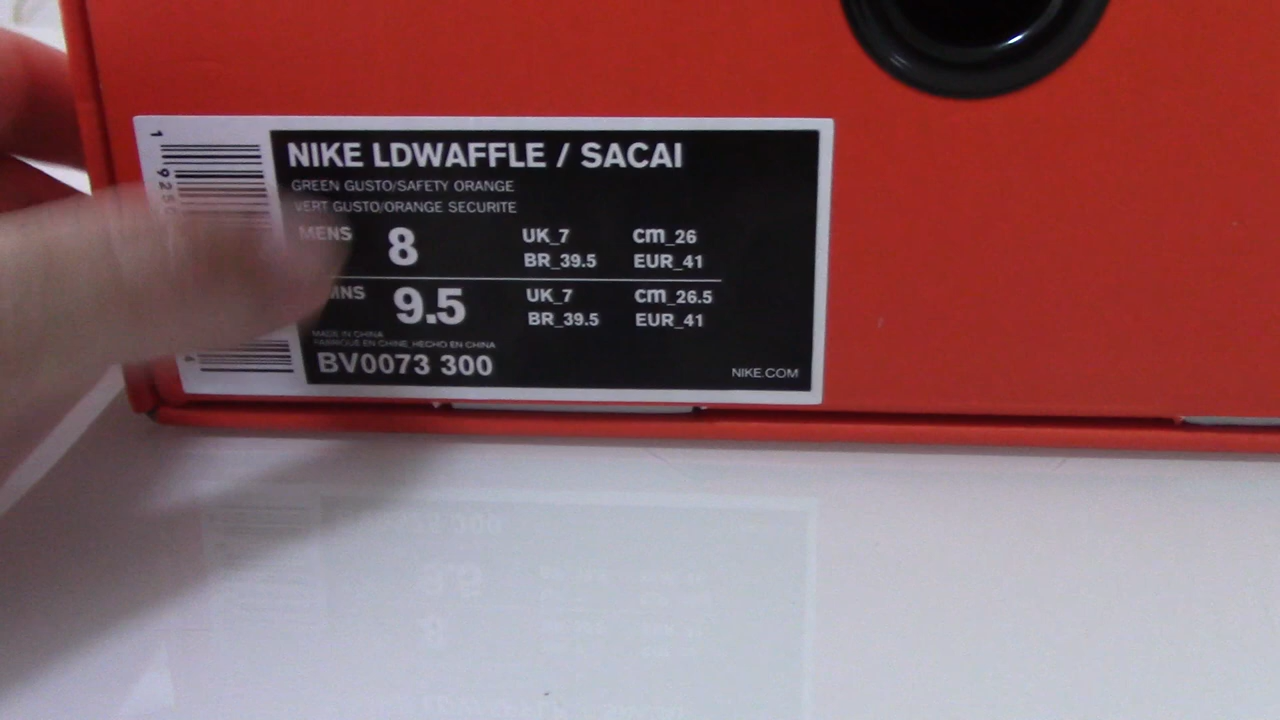 NIKE LDWAFFLE / SACAI
GREEN GUSTO/SAFETY ORANGE
VERT GUSTO/ORANGE SECURITE
MENS 8 UK_7 cm_26
BR_39.5 EUR_41
9.5 UK_7 cm_26.5
BR_39.5 EUR_41
MADE IN CHINA
FABRIQUÉ EN CHINE, HECHO EN CHINA
BV0073 300
NIKE.COM